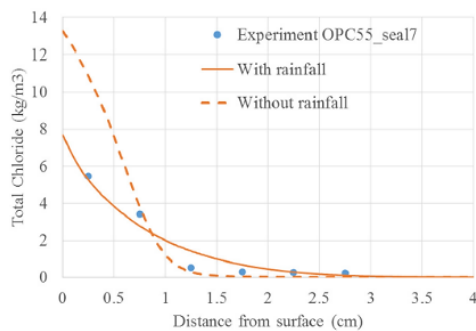 14
12
10
8
6
4
2
0
Total Chloride (kg/m3)
Experiment OPC55_seal7
With rainfall
Without rainfall
0 0.5 1 1.5 2 2.5 3 3.5 4
Distance from surface (cm)